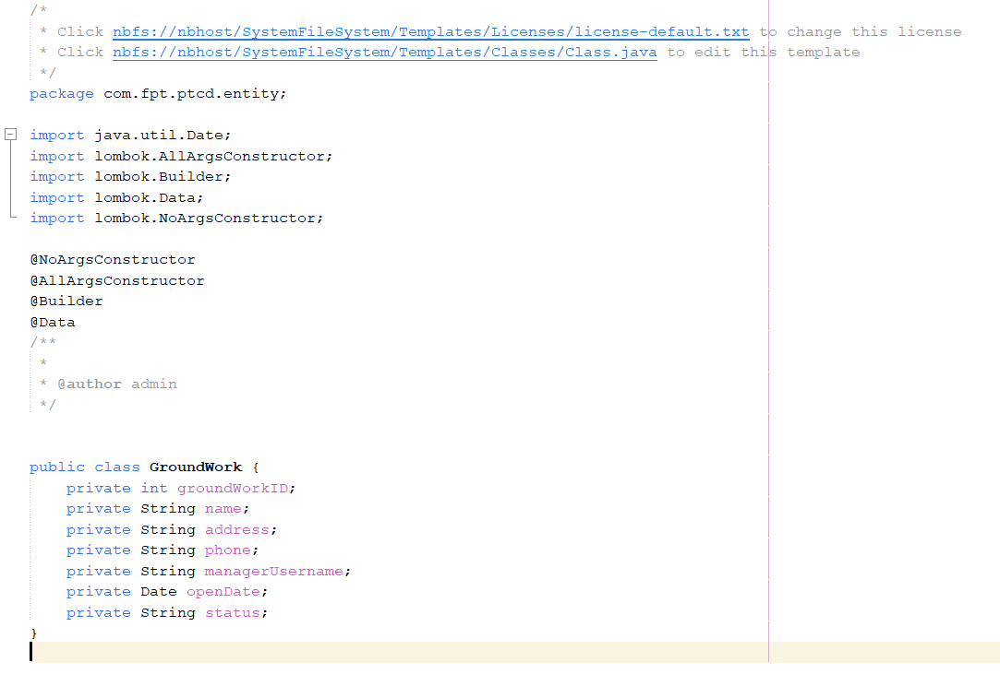 /*
 * Click nbfs://nbhost/SystemFileSystem/Templates/Licenses/license-default.txt to change this license
 * Click nbfs://nbhost/SystemFileSystem/Templates/Classes/Class.java to edit this template
 */
package com.fpt.ptcd.entity;

import java.util.Date;
import lombok.AllArgsConstructor;
import lombok.Builder;
import lombok.Data;
import lombok.NoArgsConstructor;

@NoArgsConstructor
@AllArgsConstructor
@Builder
@Data
/**
 *
 * @author admin
 */


public class GroundWork {
    private int groundWorkID;
    private String name;
    private String address;
    private String phone;
    private String managerUsername;
    private Date openDate;
    private String status;
}